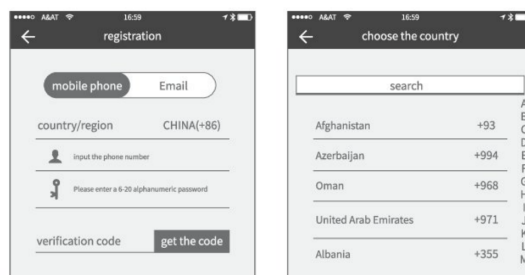 A&AT 16:59
registration
mobile phone Email
country/region CHINA(+86)
input the phone number
Please enter a 6-20 alphanumeric password
verification code get the code
A&AT 16:59
choose the country
search
Afghanistan +93
Azerbaijan +994
Oman +968
United Arab Emirates +971
Albania +355
A
B
C
D
E
F
G
H
I
J
K
L
M